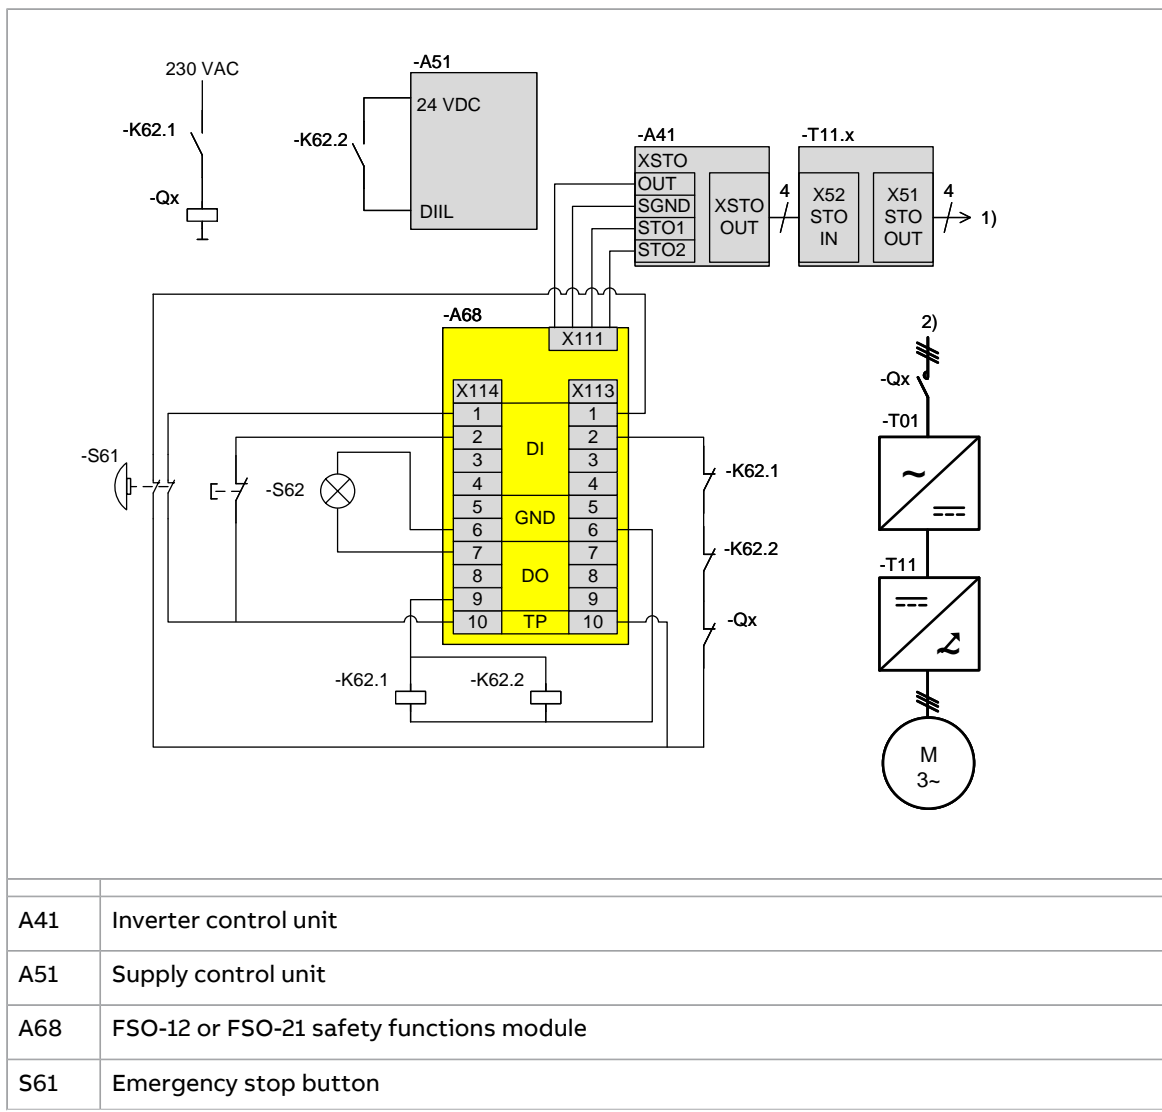 230 VAC
-K62.1
-Qx
-A51
24 VDC
-K62.2
DIIL
-A41
XSTO
OUT
SGND
STO1
STO2
XSTO
OUT
4
-T11.x
X52
STO
IN
X51
STO
OUT
4
1)
-A68
X111
X114
1
2
3
4
5
6
7
8
9
10
DI
GND
DO
TP
X113
1
2
3
4
5
6
7
8
9
10
-S61
-S62
-K62.1
-K62.2
-Qx
-K62.1
-K62.2
2)
-Qx
-T01
-T11
M
3~
A41 Inverter control unit
A51 Supply control unit
A68 FSO-12 or FSO-21 safety functions module
S61 Emergency stop button